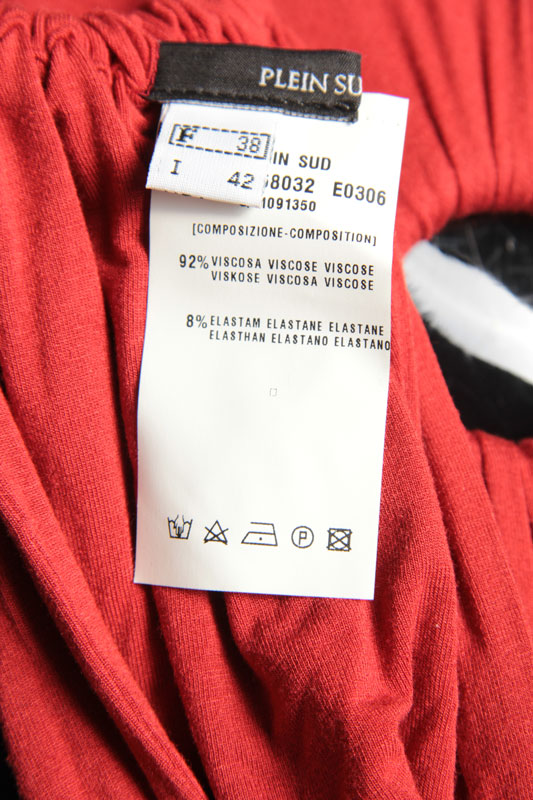 PLEIN SU
F 38
I 42
IN SUD
8032 E0306
1091350
[COMPOSIZIONE-COMPOSITION]
92% VISCOSA VISCOSE VISCOSE
VISKOSE VISCOSA VISCOSE
8% ELASTAM ELASTANE ELASTANE
ELASTHAN ELASTANO ELASTANO
P